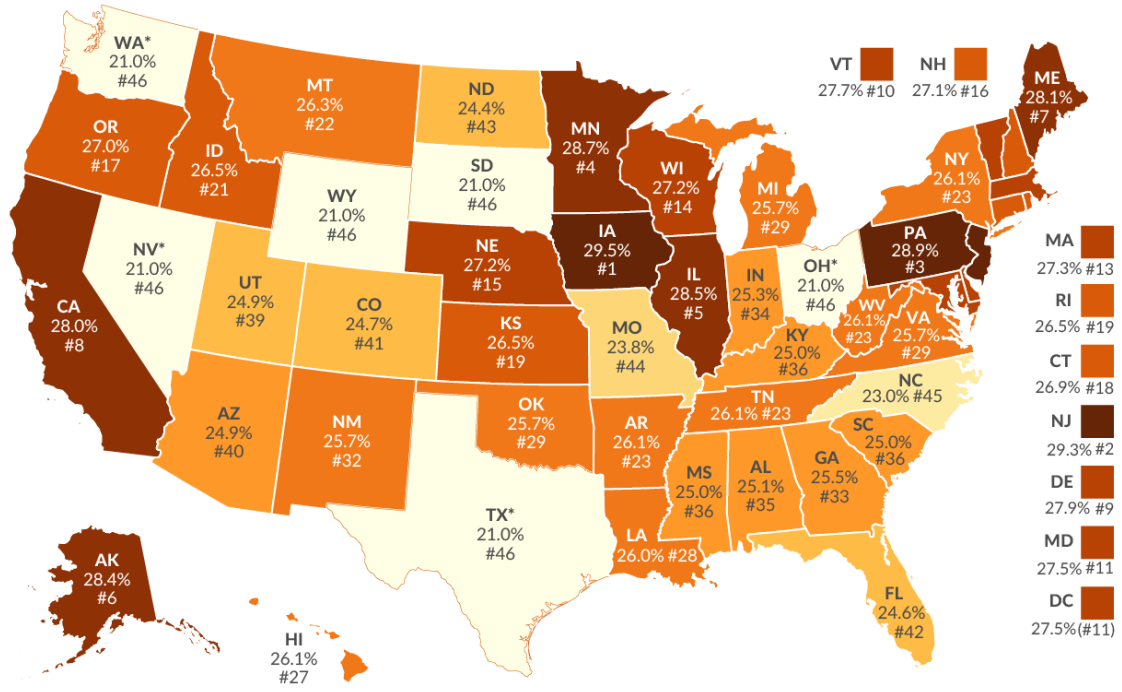 WA*
21.0%
#46
OR
27.0%
#17
ID
26.5%
#21
MT
26.3%
#22
ND
24.4%
#43
SD
21.0%
#46
WY
21.0%
#46
MN
28.7%
#4
WI
27.2%
#14
MI
25.7%
#29
VT
27.7% #10
NH
27.1% #16
ME
28.1%
#7
NY
26.1%
#23
CA
28.0%
#8
NV*
21.0%
#46
UT
24.9%
#39
CO
24.7%
#41
NE
27.2%
#15
KS
26.5%
#19
IA
29.5%
#1
MO
23.8%
#44
IL
28.5%
#5
IN
25.3%
#34
OH*
21.0%
#46
PA
28.9%
#3
WV
26.1%
#23
VA
25.7%
#29
KY
25.0%
#36
MA
27.3% #13
RI
26.5% #19
CT
26.9% #18
NJ
29.3% #2
DE
27.9% #9
MD
27.5% #11
DC
27.5%(#11)
AZ
24.9%
#40
NM
25.7%
#32
OK
25.7%
#29
AR
26.1%
#23
TN
26.1% #23
NC
23.0% #45
SC
25.0%
#36
MS
25.0%
#36
AL
25.1%
#35
GA
25.5%
#33
TX*
21.0%
#46
LA
26.0% #28
FL
24.6%
#42
AK
28.4%
#6
HI
26.1%
#27